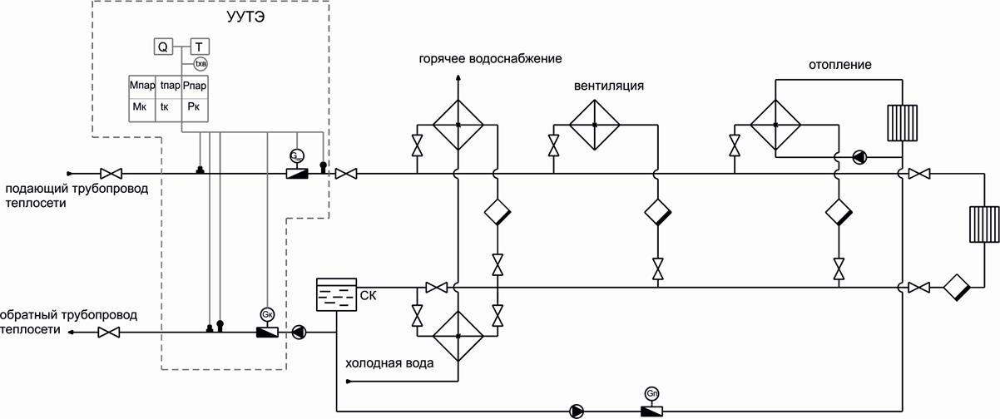 УУТЭ
Q T
tхв
Mпар tпар Pпар
Mк tк Pк
горячее водоснабжение
вентиляция
отопление
подающий трубопровод
теплосети
СК
обратный трубопровод
теплосети
Gк
холодная вода
Gп